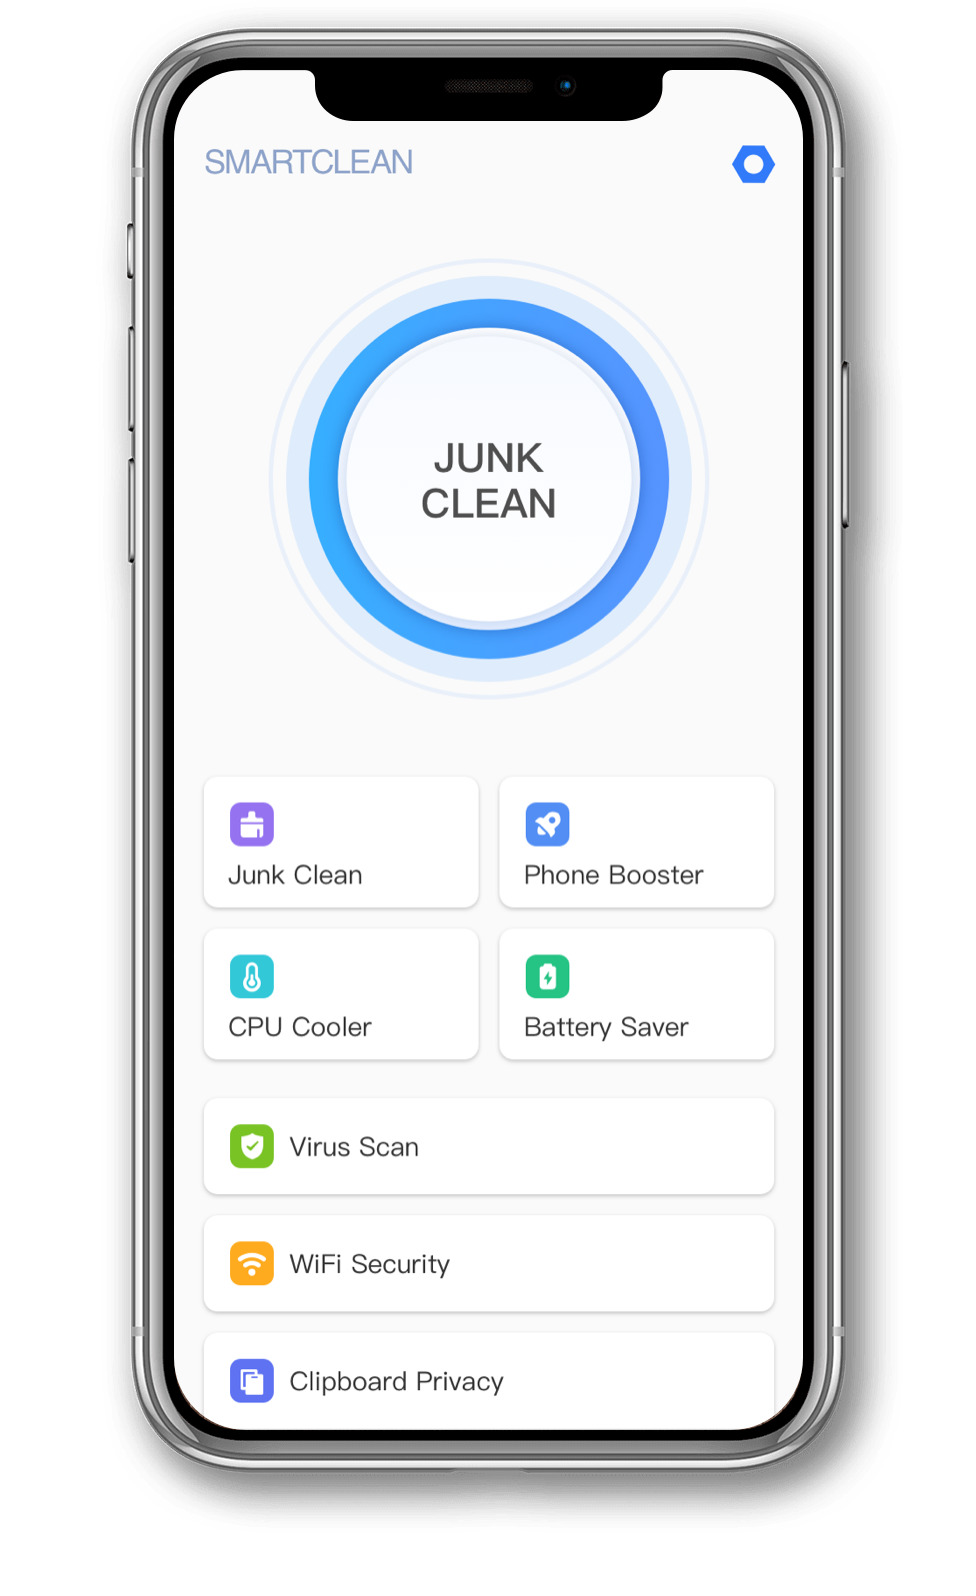 SMARTCLEAN
JUNK
CLEAN
Junk Clean
Phone Booster
CPU Cooler
Battery Saver
Virus Scan
WiFi Security
Clipboard Privacy